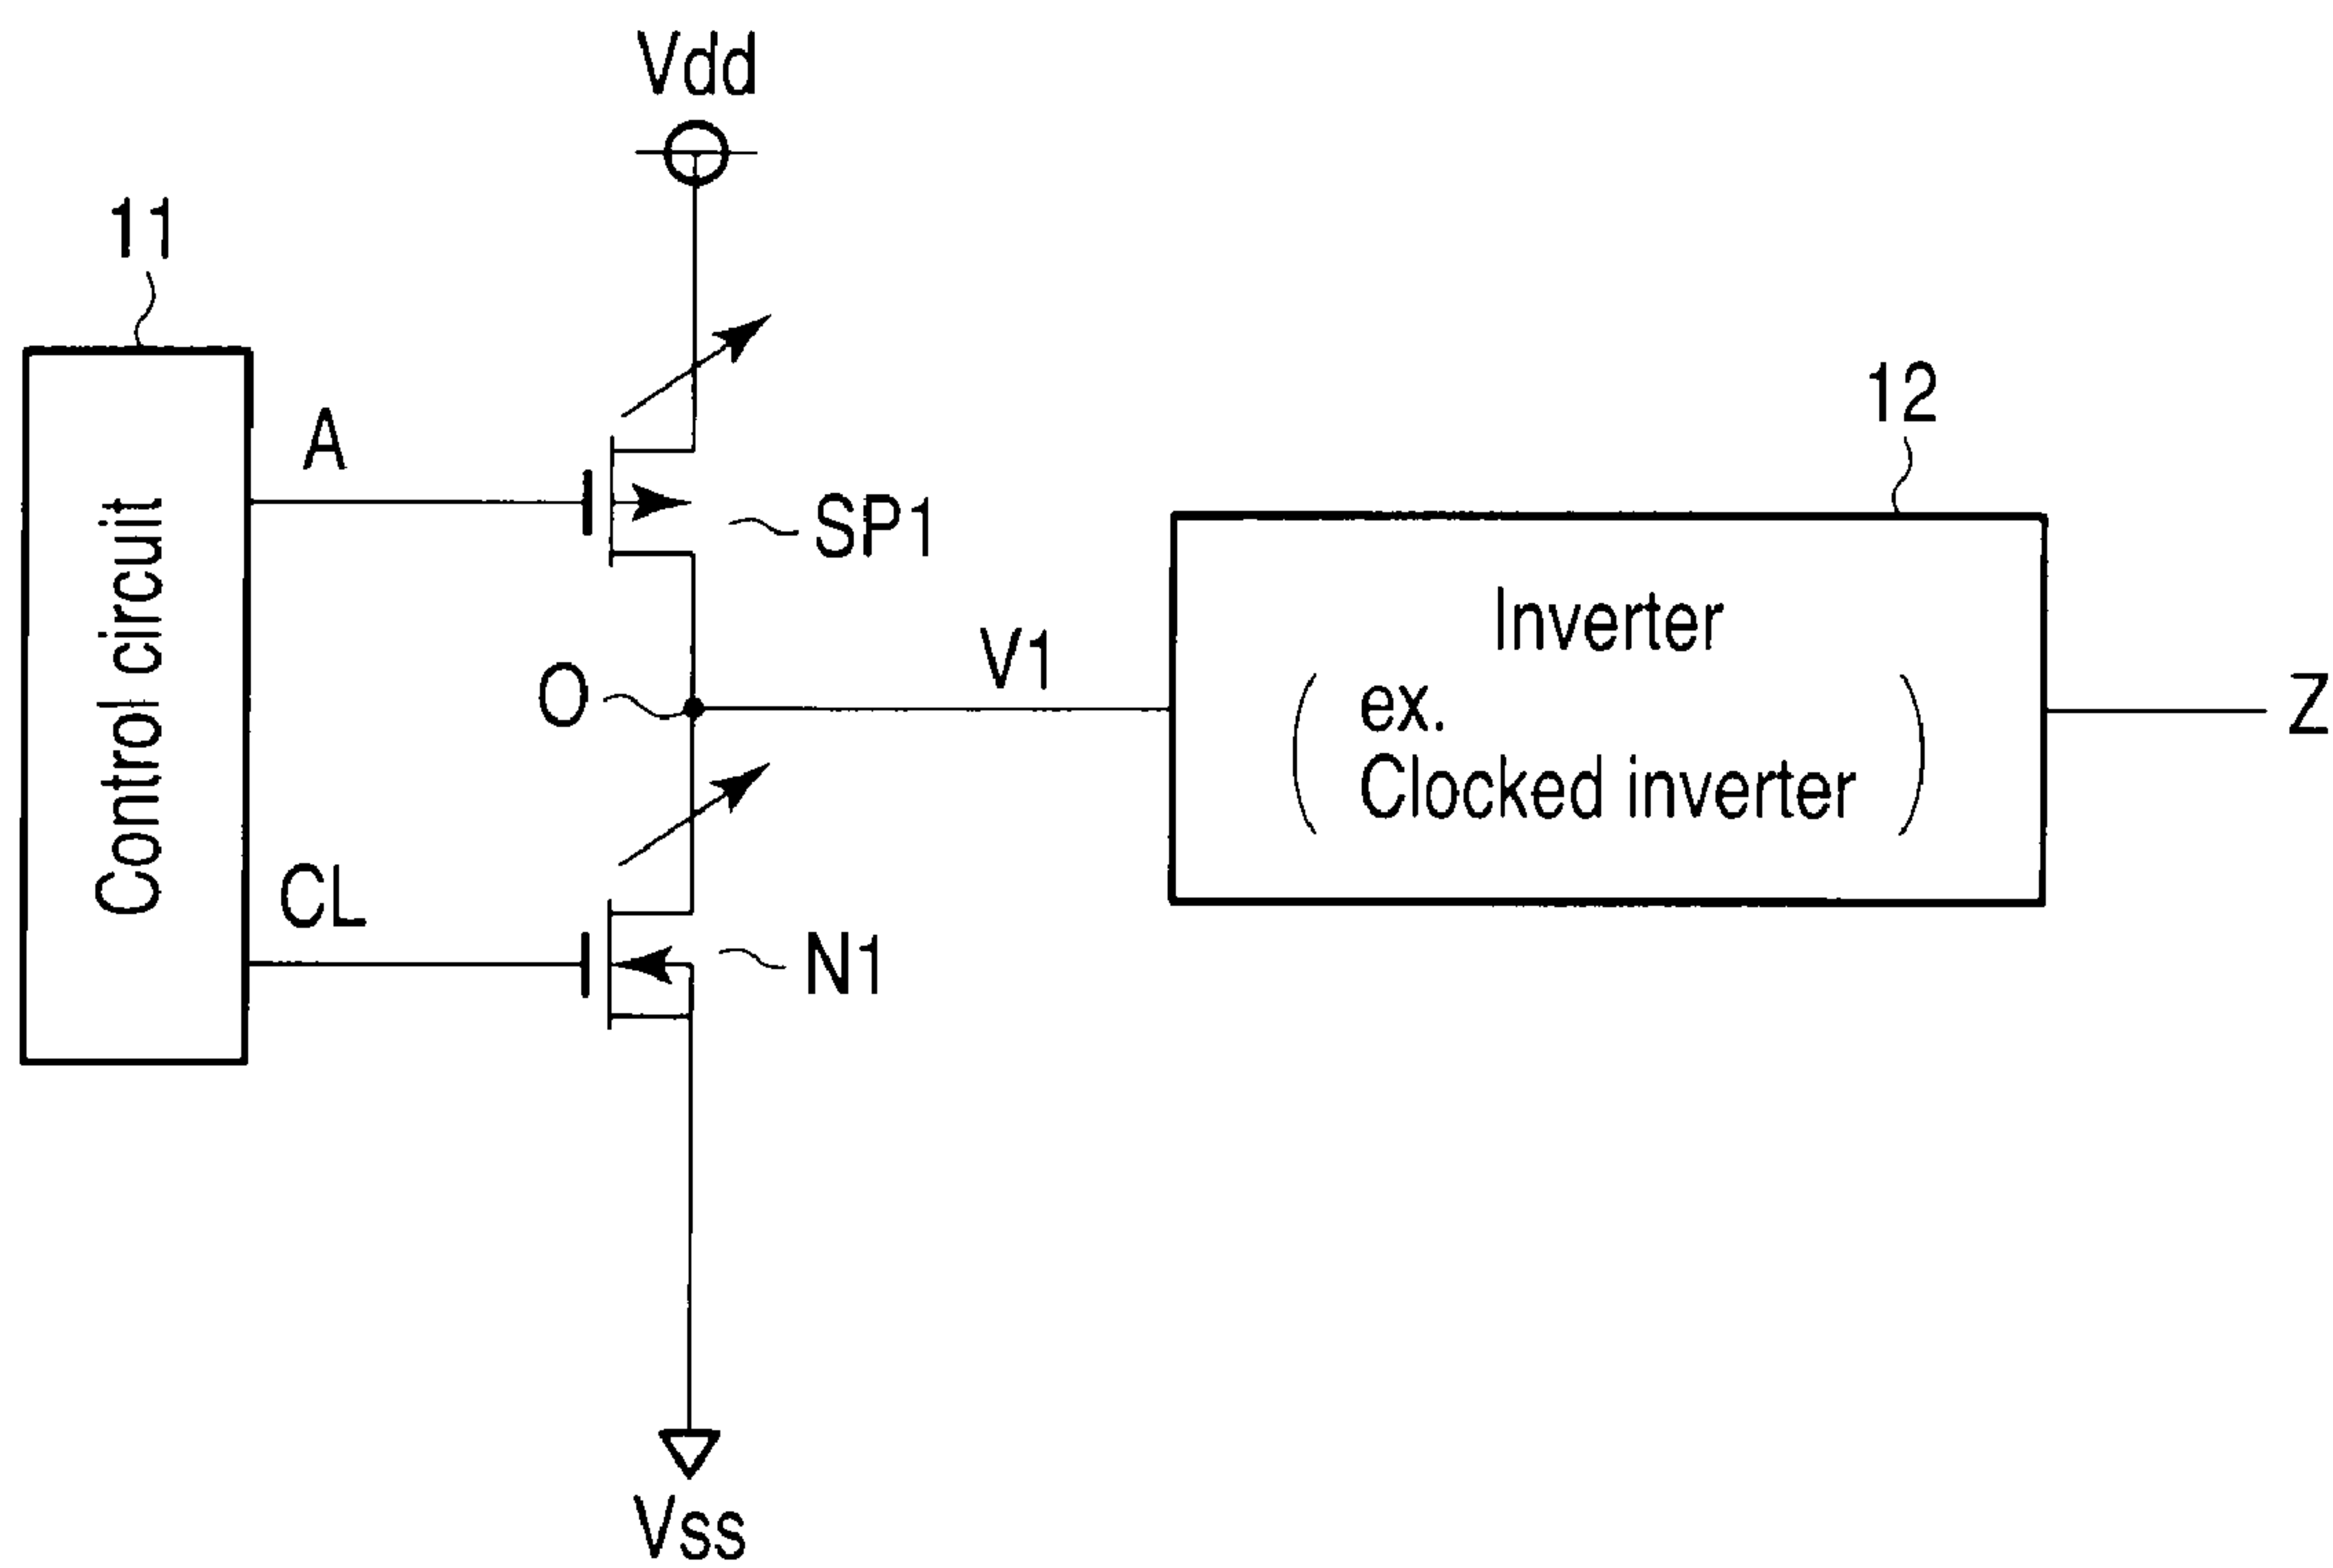 Vdd
11
A
SP1
12
Control circuit
Inverter
ex.
Clocked inverter
V1
O
Z
CL
N1
Vss